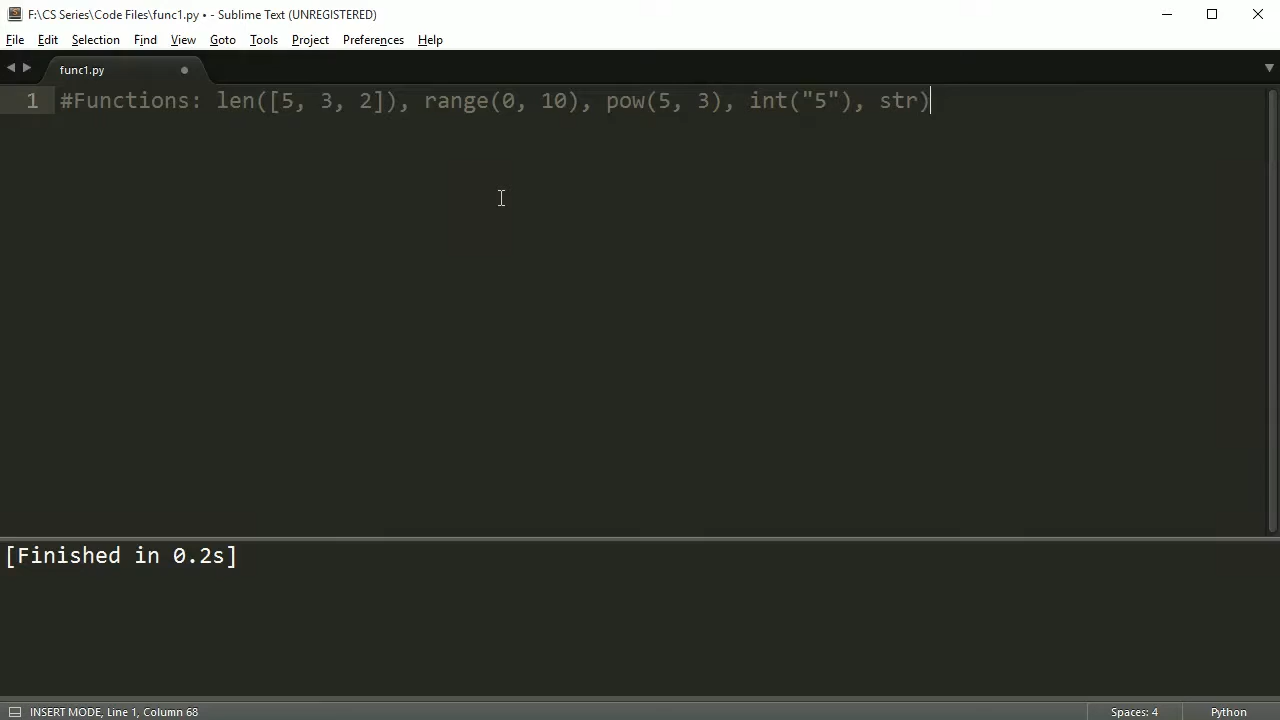 F:\CS Series\Code Files\func1.py • - Sublime Text (UNREGISTERED)
File Edit Selection Find View Goto Tools Project Preferences Help
func1.py
1 #Functions: len([5, 3, 2]), range(0, 10), pow(5, 3), int("5"), str)
[Finished in 0.2s]
INSERT MODE, Line 1, Column 68 Spaces: 4 Python